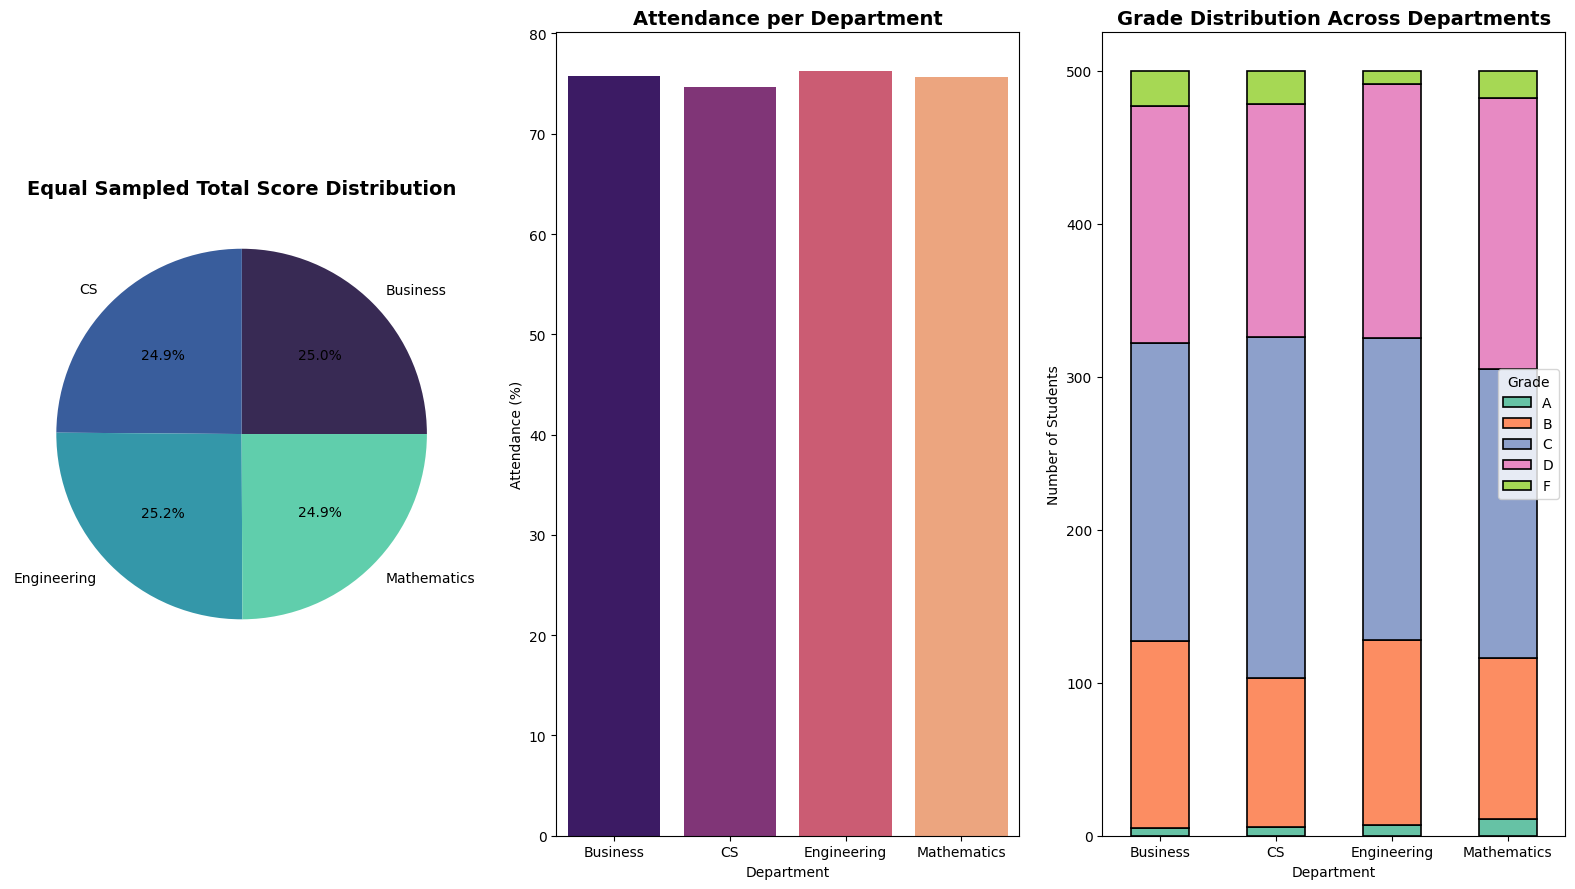 Equal Sampled Total Score Distribution
CS
Business
24.9%
25.0%
25.2%
24.9%
Engineering
Mathematics
Attendance per Department
Attendance (%)
80
70
60
50
40
30
20
10
0
Business
CS
Engineering
Mathematics
Department
Grade Distribution Across Departments
Number of Students
500
400
300
200
100
0
Grade
A
B
C
D
F
Business
CS
Engineering
Mathematics
Department